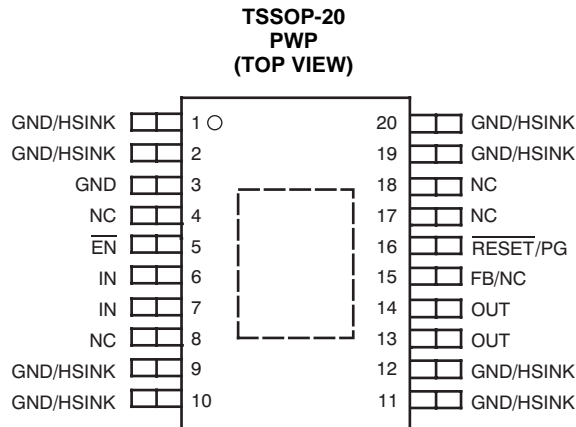 TSSOP-20
PWP
(TOP VIEW)
GND/HSINK 1 20 GND/HSINK
GND/HSINK 2 19 GND/HSINK
GND 3 18 NC
NC 4 17 NC
E̅N̅ 5 16 R̅E̅S̅E̅T̅/PG
IN 6 15 FB/NC
IN 7 14 OUT
NC 8 13 OUT
GND/HSINK 9 12 GND/HSINK
GND/HSINK 10 11 GND/HSINK